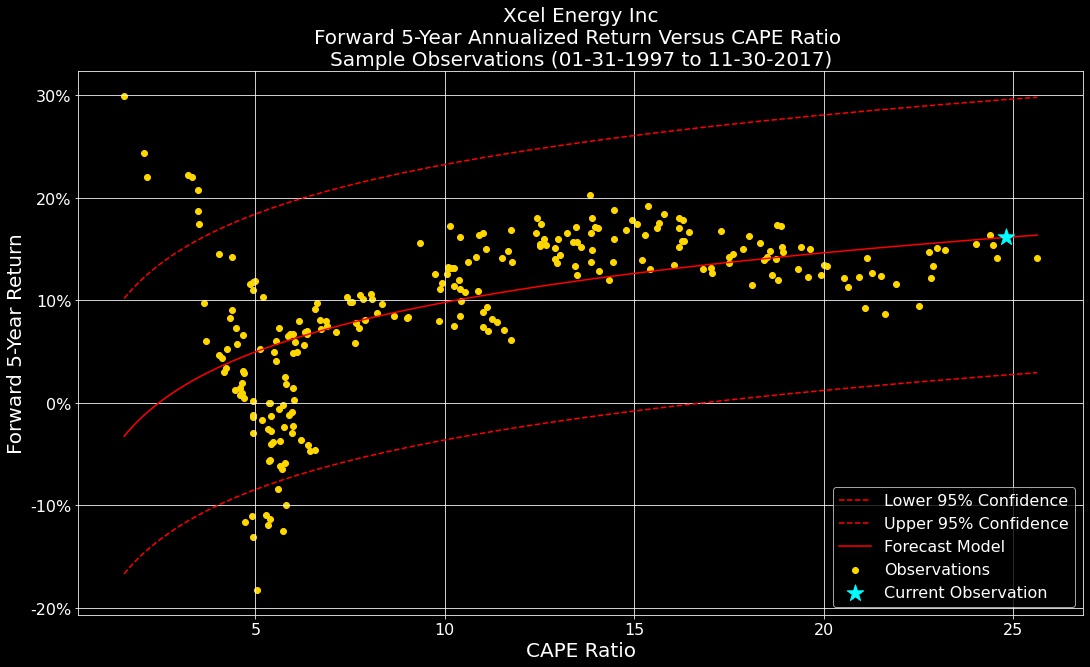 Xcel Energy Inc
Forward 5-Year Annualized Return Versus CAPE Ratio
Sample Observations (01-31-1997 to 11-30-2017)
30%
20%
10%
0%
-10%
-20%
Forward 5-Year Return
5
10
15
20
25
CAPE Ratio
Lower 95% Confidence
Upper 95% Confidence
Forecast Model
Observations
Current Observation